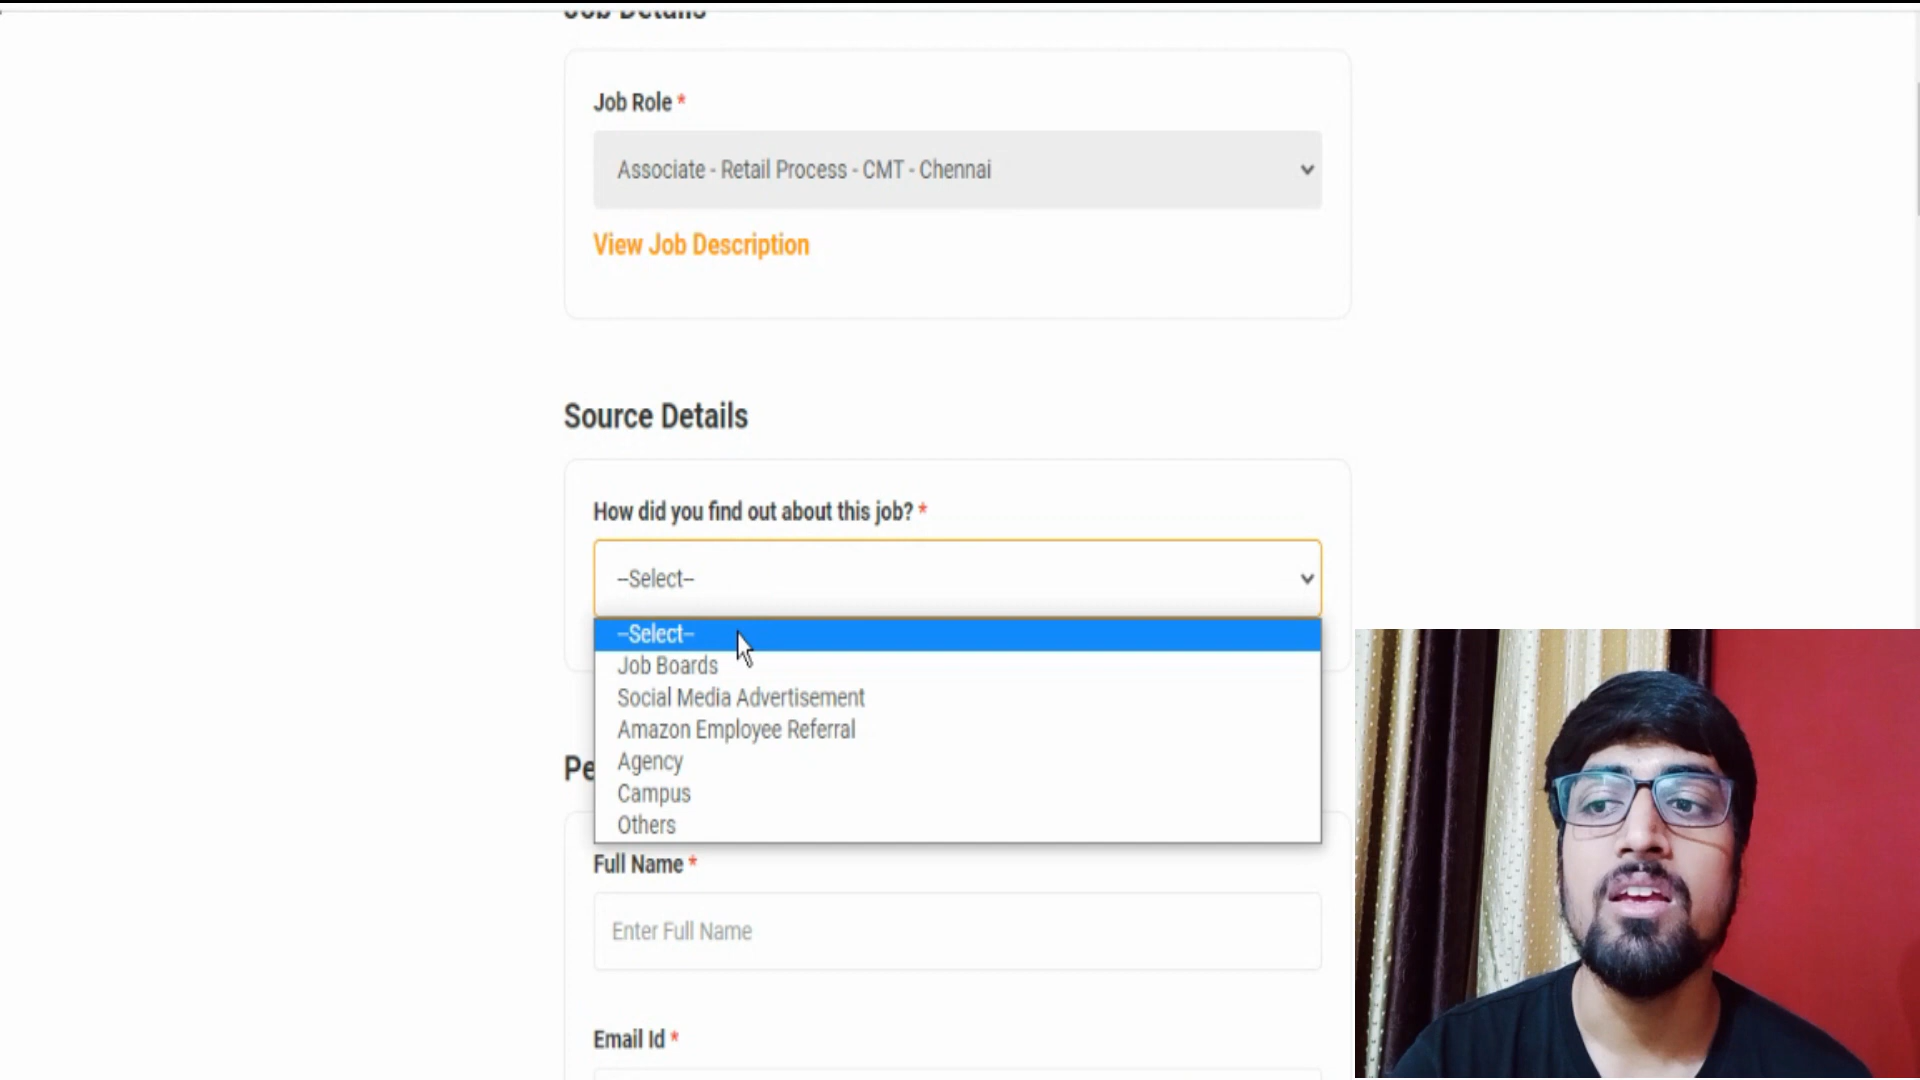 Job Details
Job Role *
Associate - Retail Process - CMT - Chennai
View Job Description
Source Details
How did you find out about this job? *
--Select--
--Select--
Job Boards
Social Media Advertisement
Amazon Employee Referral
Agency
Campus
Others
Pe
Full Name *
Enter Full Name
Email Id *